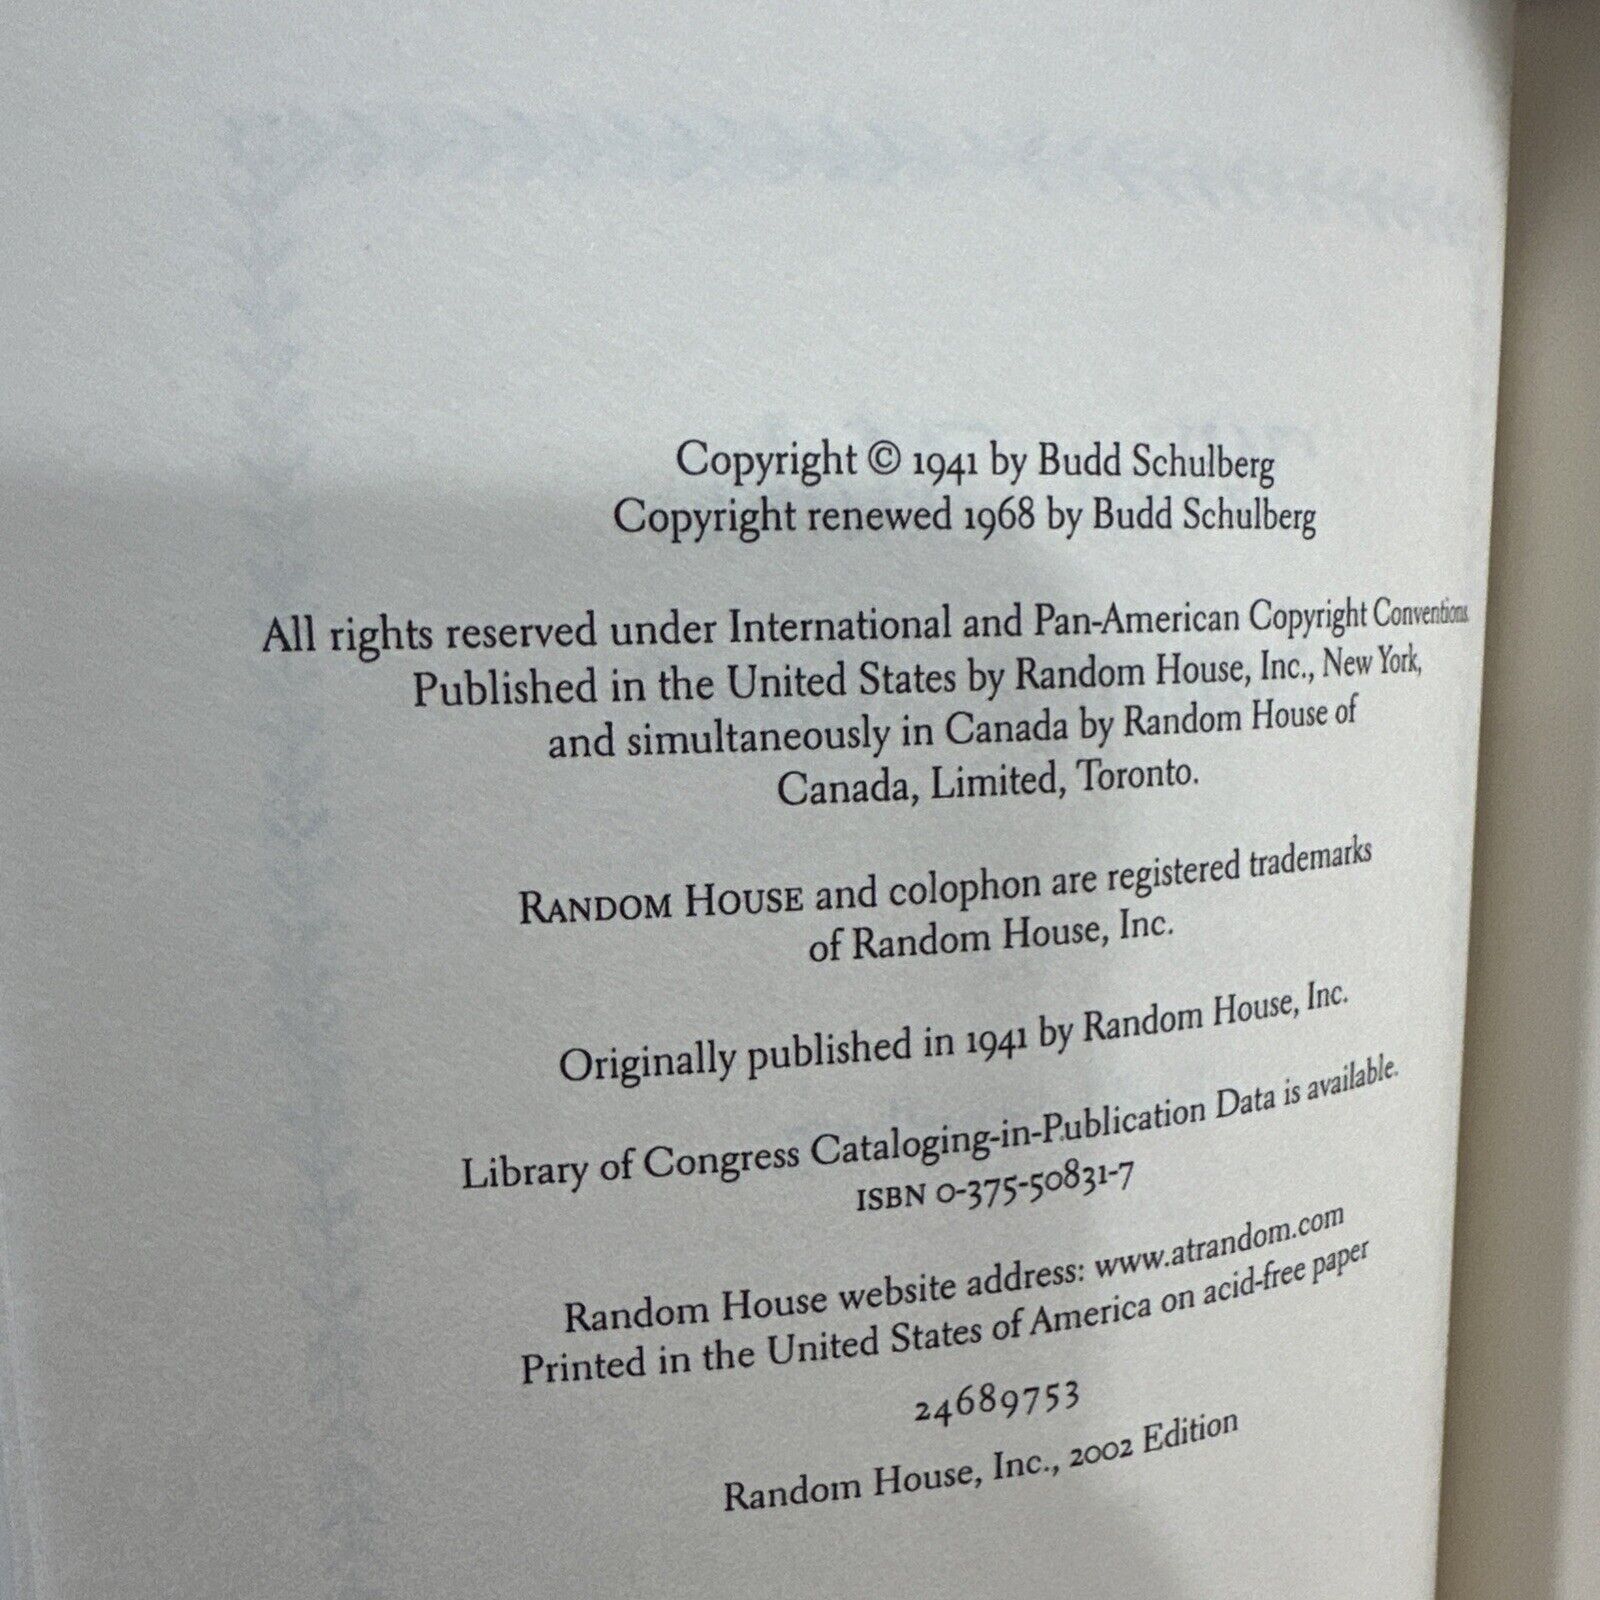 Copyright © 1941 by Budd Schulberg
Copyright renewed 1968 by Budd Schulberg
All rights reserved under International and Pan-American Copyright Conventions.
Published in the United States by Random House, Inc., New York,
and simultaneously in Canada by Random House of
Canada, Limited, Toronto.
RANDOM HOUSE and colophon are registered trademarks
of Random House, Inc.
Originally published in 1941 by Random House, Inc.
Library of Congress Cataloging-in-Publication Data is available.
ISBN 0-375-50831-7
Random House website address: www.atrandom.com
Printed in the United States of America on acid-free paper
24689753
Random House, Inc., 2002 Edition